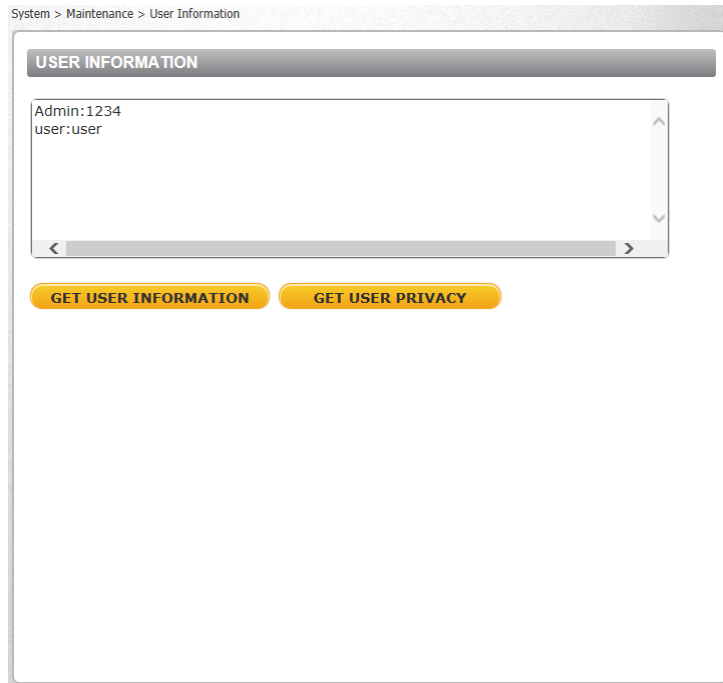 System > Maintenance > User Information
USER INFORMATION
Admin:1234
user:user
GET USER INFORMATION
GET USER PRIVACY